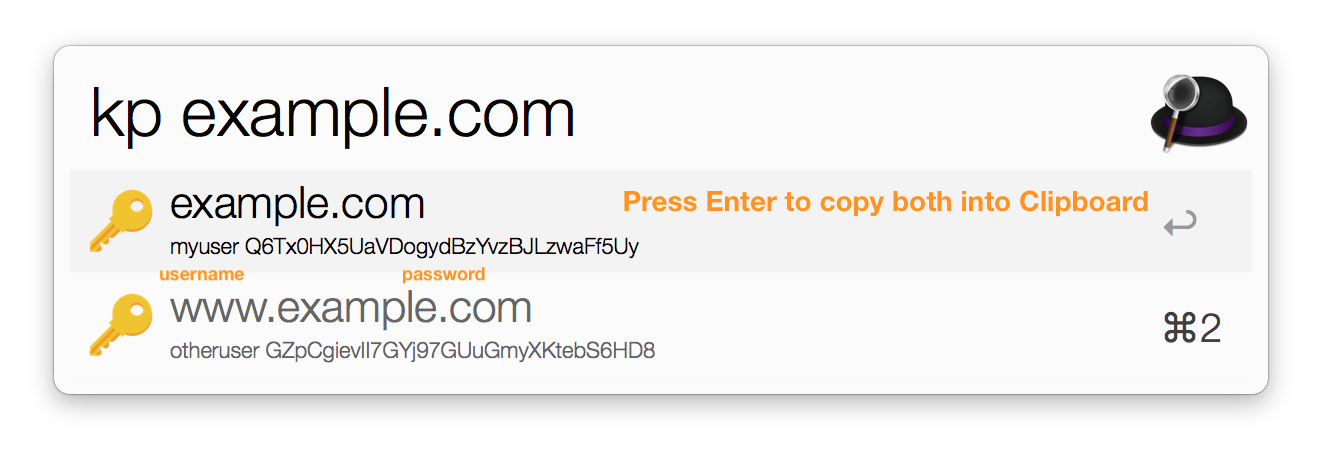 kp example.com
example.com
Press Enter to copy both into Clipboard
myuser Q6Tx0HX5UaVDogydBzYvzBJLzwaFf5Uy
username password
www.example.com
⌘2
otheruser GZpCgievlI7GYj97GUuGmyXKtebS6HD8